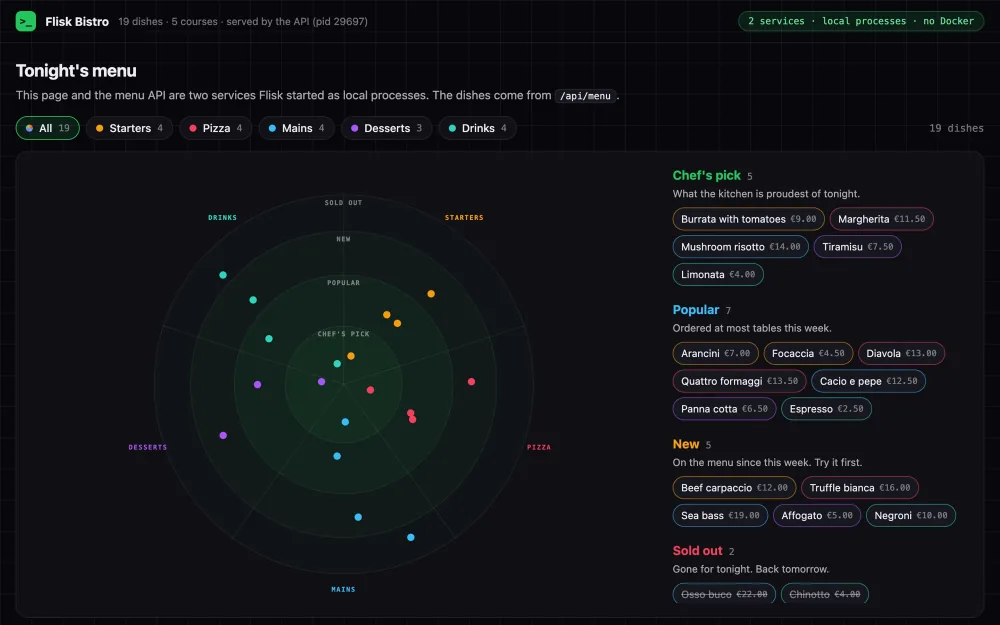 >_ Flisk Bistro 19 dishes · 5 courses · served by the API (pid 29697) 2 services · local processes · no Docker
Tonight's menu
This page and the menu API are two services Flisk started as local processes. The dishes come from /api/menu .
All 19 Starters 4 Pizza 4 Mains 4 Desserts 3 Drinks 4 19 dishes
SOLD OUT
NEW
POPULAR
CHEF'S PICK
DRINKS
STARTERS
DESSERTS
PIZZA
MAINS
Chef's pick 5
What the kitchen is proudest of tonight.
Burrata with tomatoes €9.00 Margherita €11.50
Mushroom risotto €14.00 Tiramisu €7.50
Limonata €4.00
Popular 7
Ordered at most tables this week.
Arancini €7.00 Focaccia €4.50 Diavola €13.00
Quattro formaggi €13.50 Cacio e pepe €12.50
Panna cotta €6.50 Espresso €2.50
New 5
On the menu since this week. Try it first.
Beef carpaccio €12.00 Truffle bianca €16.00
Sea bass €19.00 Affogato €5.00 Negroni €10.00
Sold out 2
Gone for tonight. Back tomorrow.
Osso buco €22.00 Chinotto €4.00